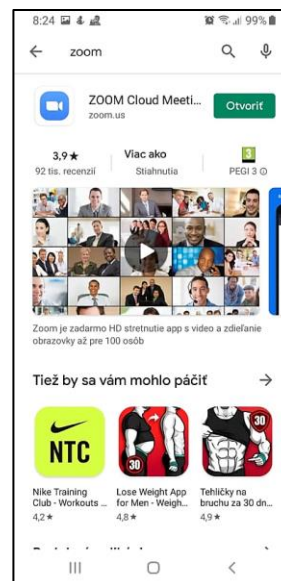 8:24 99%
zoom
ZOOM Cloud Meeti...
zoom.us
Otvoriť
3,9★
92 tis. recenzií
Viac ako
Stiahnutia
3
PEGI 3
Zoom je zadarmo HD stretnutie app s video a zdieľanie
obrazovky až pre 100 osôb
Tiež by sa vám mohlo páčiť
NTC
30
30
Nike Training
Club - Workouts ...
4,2★
Lose Weight App
for Men - Weigh...
4,8★
Tehličky na
bruchu za 30 dn...
4,9★